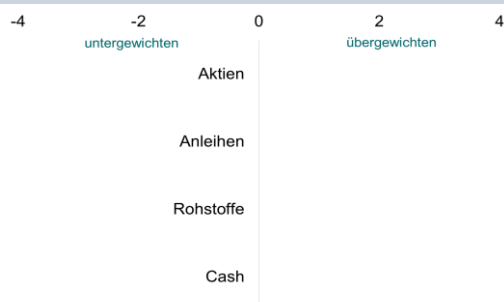 -4 -2 0 2 4
untergewichten übergewichten
Aktien
Anleihen
Rohstoffe
Cash